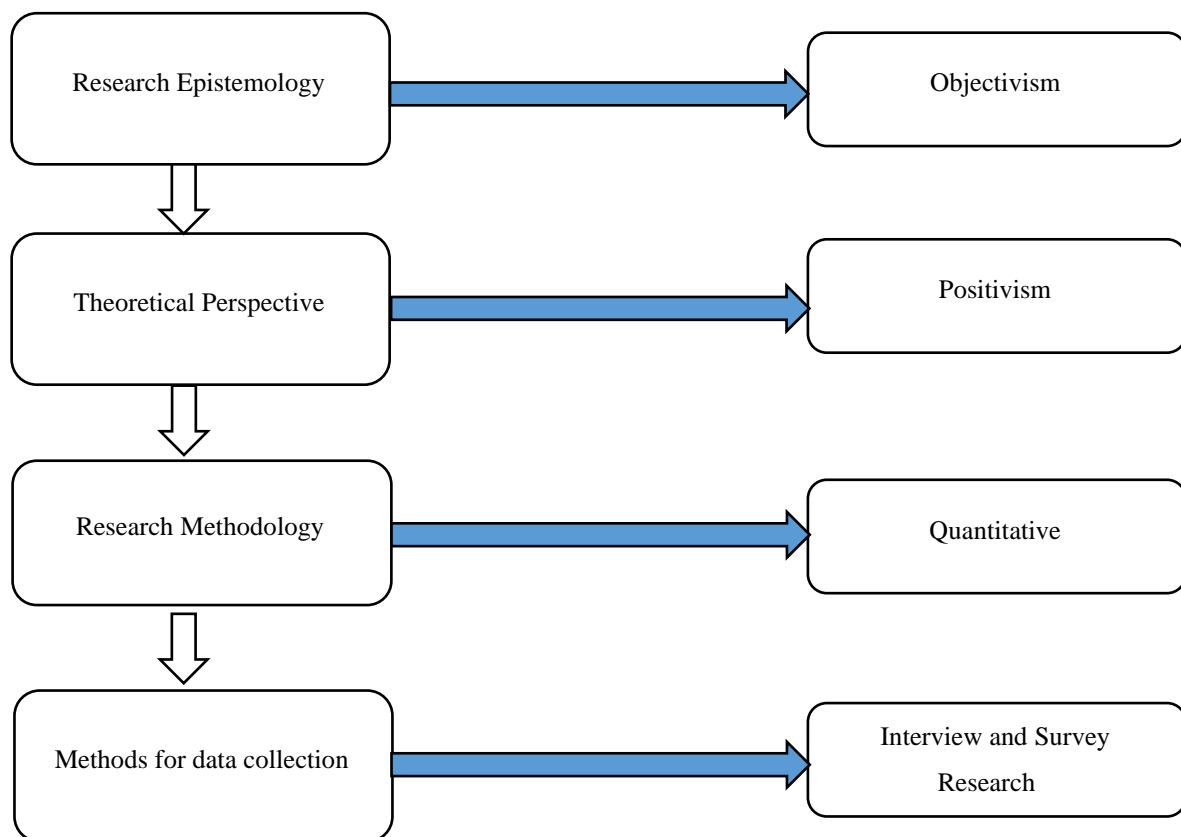 Research Epistemology
Objectivism
Theoretical Perspective
Positivism
Research Methodology
Quantitative
Methods for data collection
Interview and Survey
Research